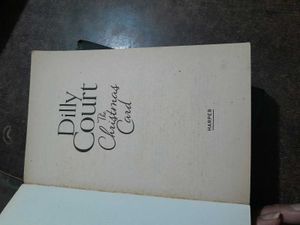 Dilly
Court
The
Christmas
Card
HARPER